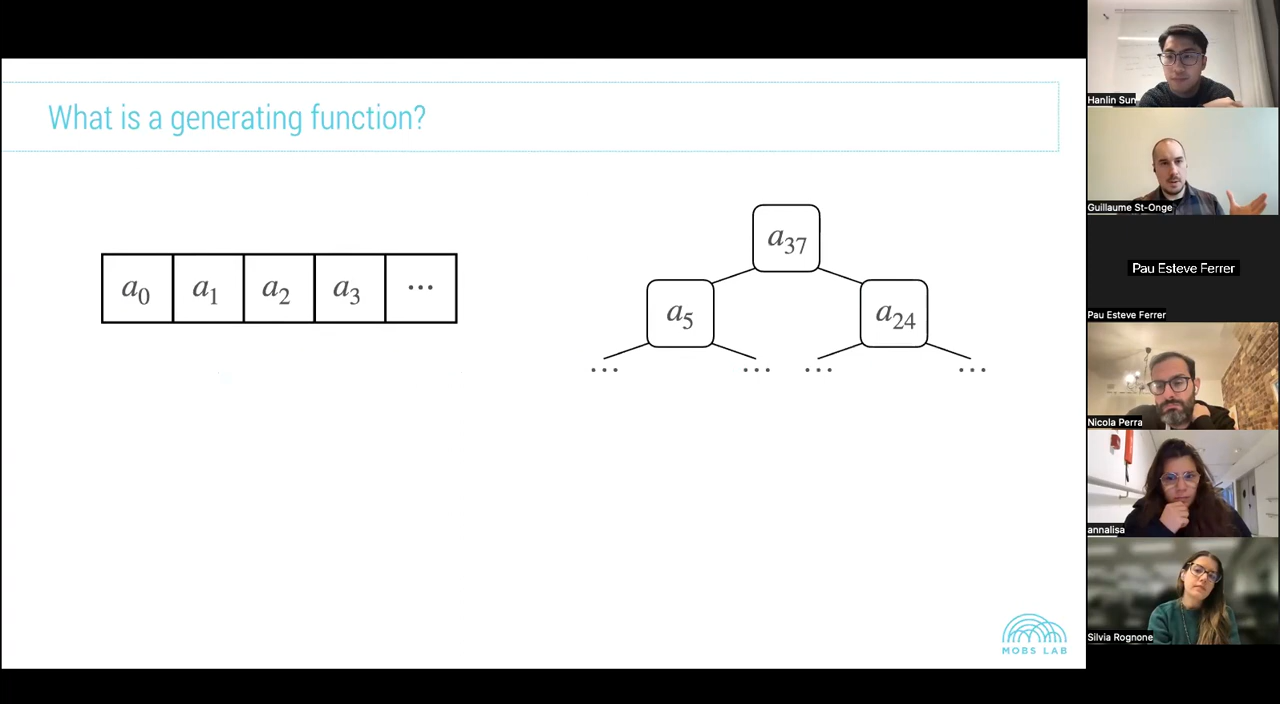 What is a generating function?
a0 a1 a2 a3 ...
a37
a5 a24
... ... ... ...
MOBS LAB
Hanlin Sun
Guillaume St-Onge
Pau Esteve Ferrer
Pau Esteve Ferrer
Nicola Perra
annalisa
Silvia Rognone